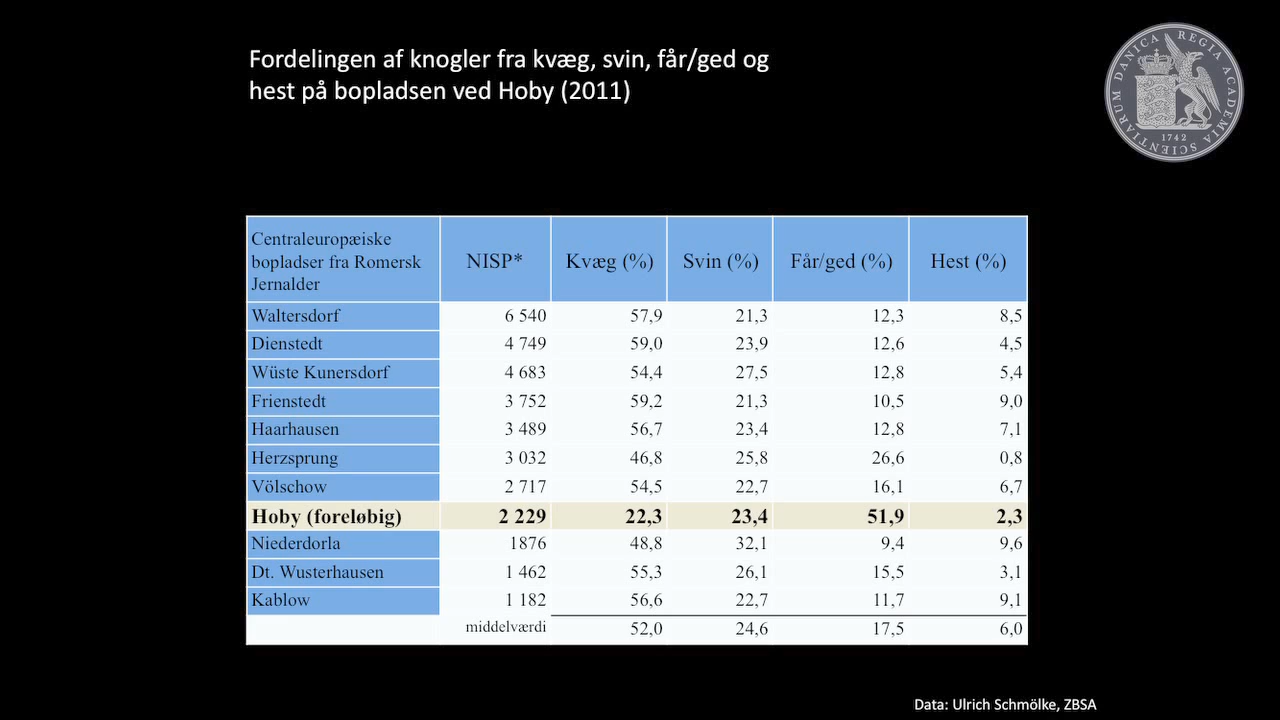 Fordelingen af knogler fra kvæg, svin, får/ged og
hest på bopladsen ved Hoby (2011)
REGIA ACADEMIA SCIENTIARUM DANICA
1742
Centraleuropæiske
bopladser fra Romersk
Jernalder
NISP* Kvæg (%) Svin (%) Får/ged (%) Hest (%)
Waltersdorf 6 540 57,9 21,3 12,3 8,5
Dienstedt 4 749 59,0 23,9 12,6 4,5
Wüste Kunersdorf 4 683 54,4 27,5 12,8 5,4
Frienstedt 3 752 59,2 21,3 10,5 9,0
Haarhausen 3 489 56,7 23,4 12,8 7,1
Herzsprung 3 032 46,8 25,8 26,6 0,8
Völschow 2 717 54,5 22,7 16,1 6,7
Hoby (foreløbig) 2 229 22,3 23,4 51,9 2,3
Niederdorla 1876 48,8 32,1 9,4 9,6
Dt. Wusterhausen 1 462 55,3 26,1 15,5 3,1
Kablow 1 182 56,6 22,7 11,7 9,1
middelværdi 52,0 24,6 17,5 6,0
Data: Ulrich Schmölke, ZBSA